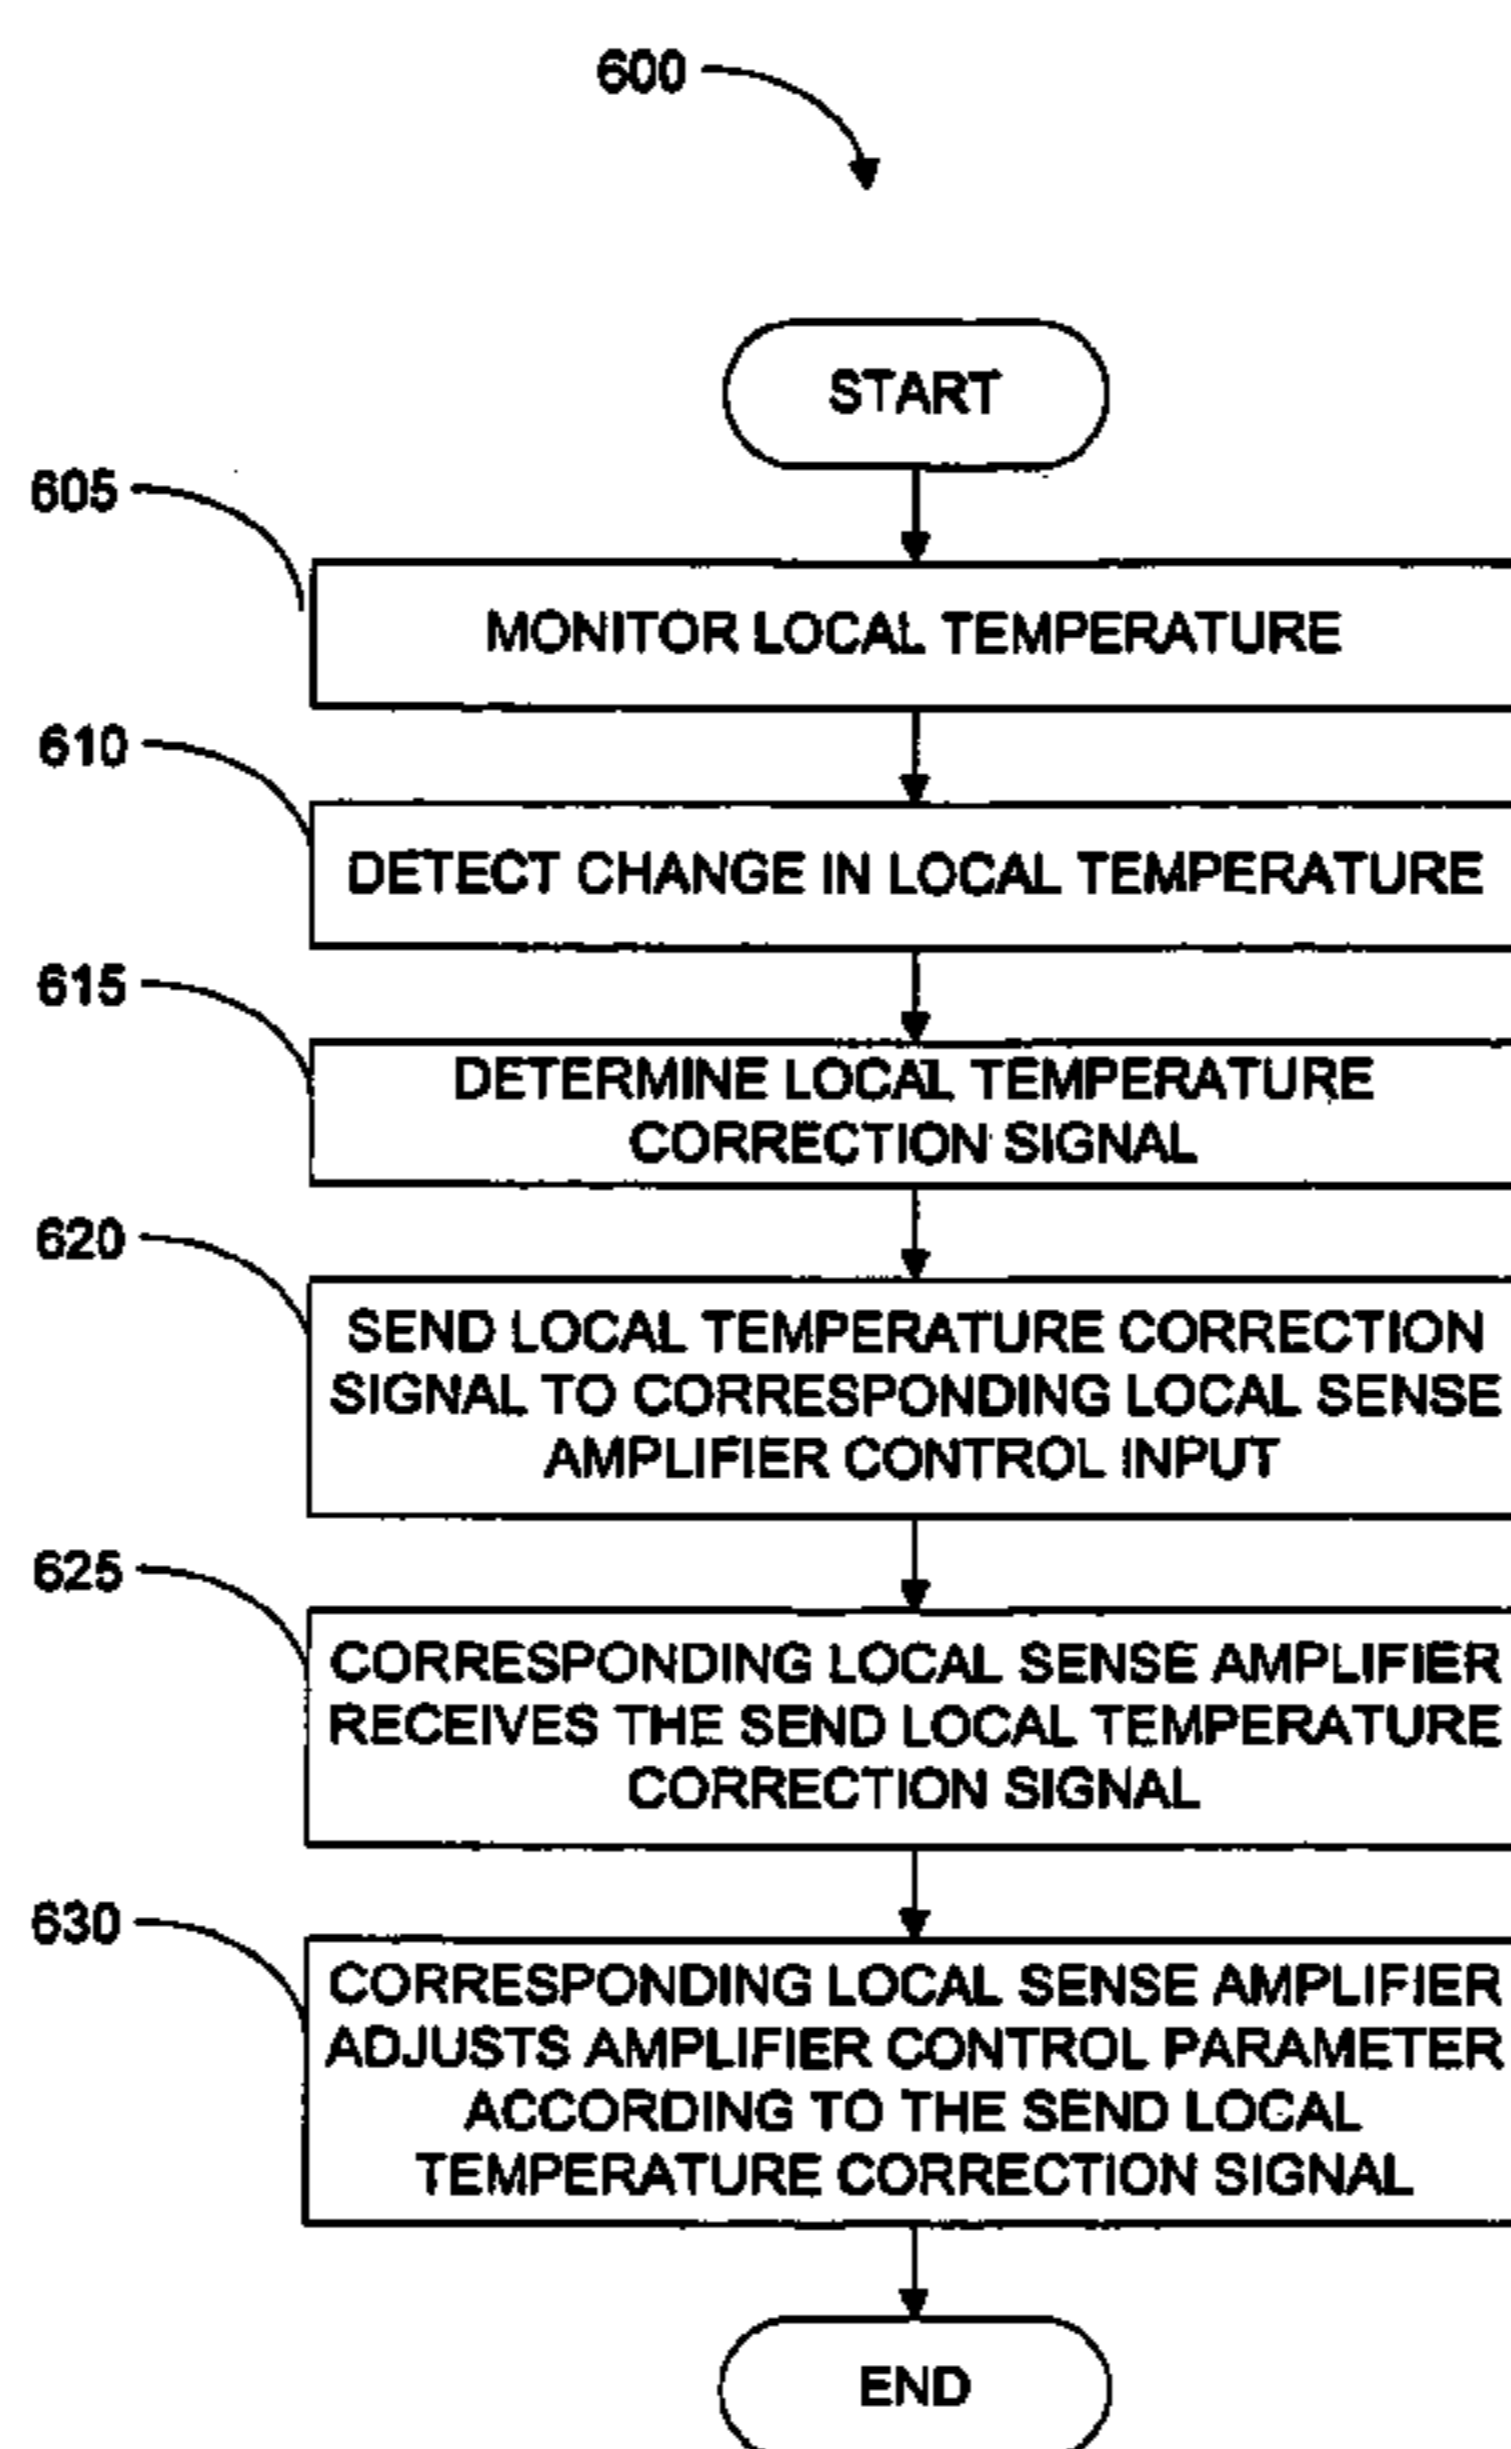 600
START
605
MONITOR LOCAL TEMPERATURE
610
DETECT CHANGE IN LOCAL TEMPERATURE
615
DETERMINE LOCAL TEMPERATURE
CORRECTION SIGNAL
620
SEND LOCAL TEMPERATURE CORRECTION
SIGNAL TO CORRESPONDING LOCAL SENSE
AMPLIFIER CONTROL INPUT
625
CORRESPONDING LOCAL SENSE AMPLIFIER
RECEIVES THE SEND LOCAL TEMPERATURE
CORRECTION SIGNAL
630
CORRESPONDING LOCAL SENSE AMPLIFIER
ADJUSTS AMPLIFIER CONTROL PARAMETER
ACCORDING TO THE SEND LOCAL
TEMPERATURE CORRECTION SIGNAL
END